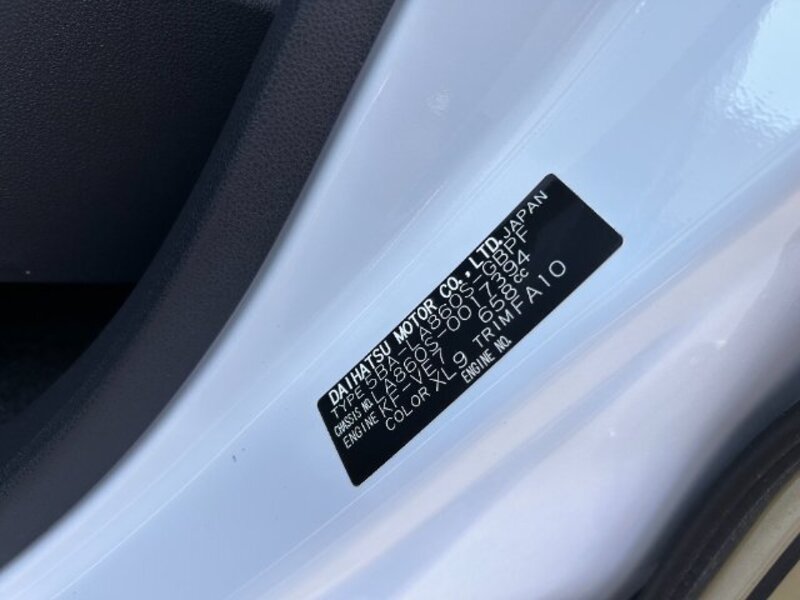 DAIHATSU MOTOR CO.,LTD.JAPAN
TYPE 5BA-LA860S-GBPF
CHASSIS NO. LA860S-0017394
ENGINE KF-VE7 658cc
COLOR XL9 TRIM FA10
ENGINE NO.